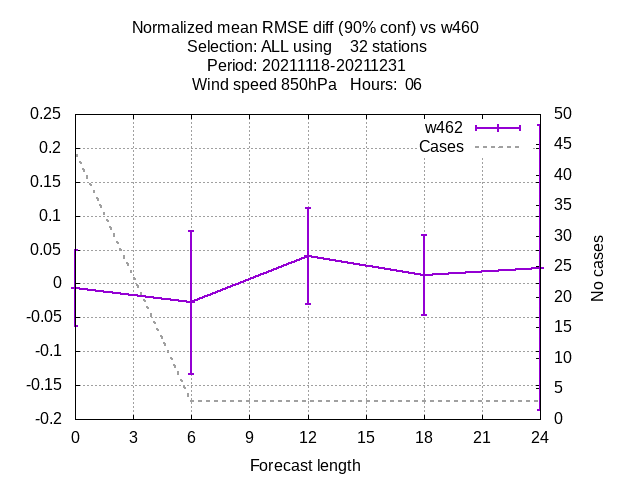 Normalized mean RMSE diff (90% conf) vs w460
Selection: ALL using    32 stations
Period: 20211118-20211231
Wind speed 850hPa   Hours:  06
w462
Cases
0.25
0.2
0.15
0.1
0.05
0
-0.05
-0.1
-0.15
-0.2
50
45
40
35
30
25
20
15
10
5
0
No cases
0 3 6 9 12 15 18 21 24
Forecast length